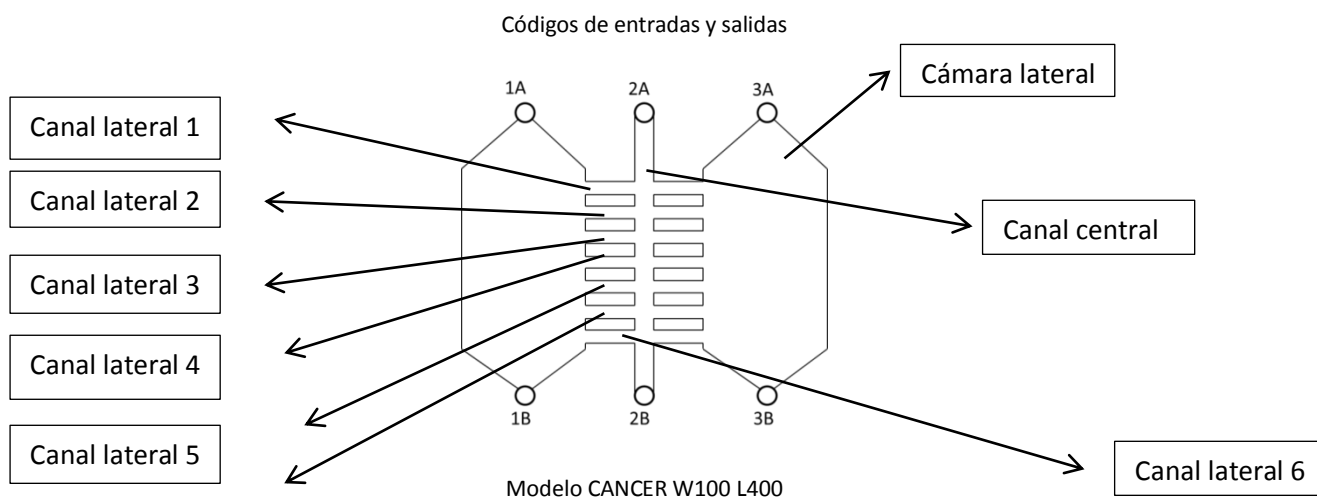 Códigos de entradas y salidas
Cámara lateral
1A 2A 3A
Canal lateral 1
Canal lateral 2
Canal central
Canal lateral 3
Canal lateral 4
1B 2B 3B
Canal lateral 5
Canal lateral 6
Modelo CANCER W100 L400